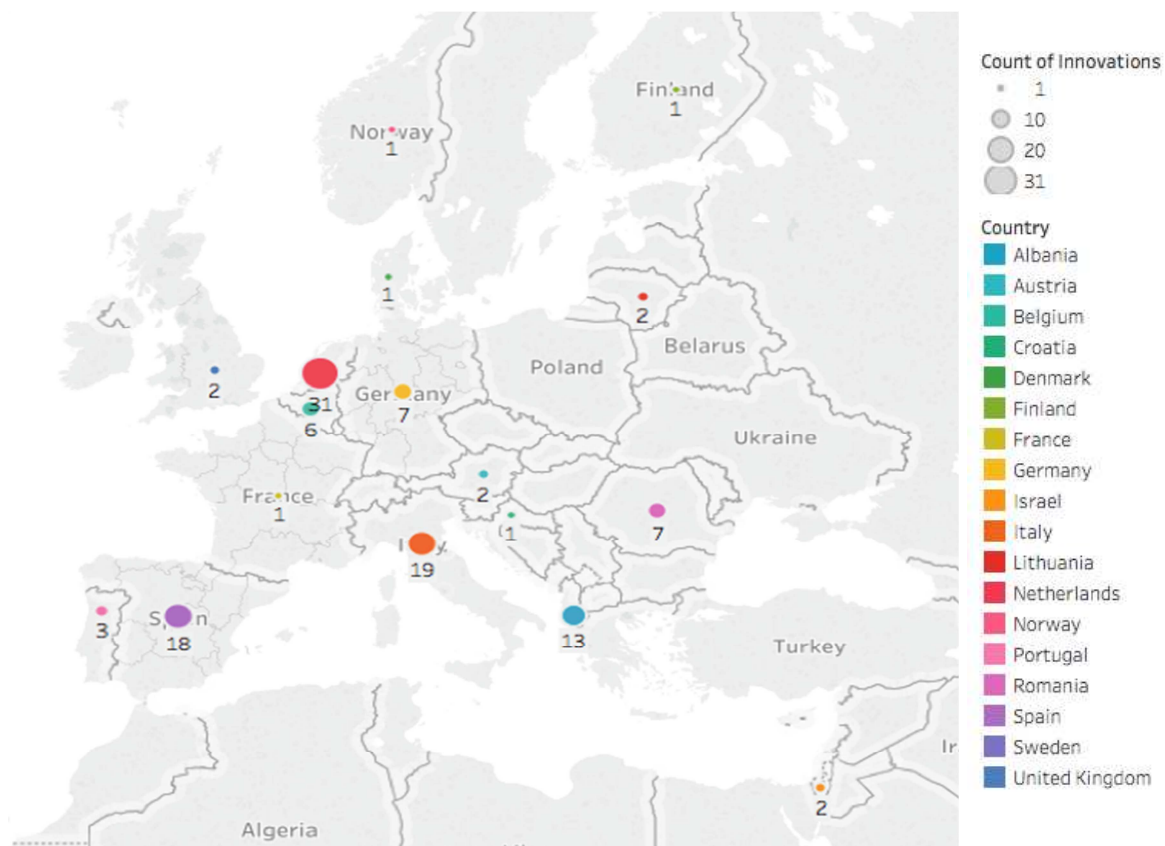 Finland
1
Norway
1
1
2
Belarus
Poland
2
31
6
Germany
7
Ukraine
France
1
2
1
7
Italy
19
3
Spain
18
13
Turkey
2
Algeria
Count of Innovations
1
10
20
31
Country
Albania
Austria
Belgium
Croatia
Denmark
Finland
France
Germany
Israel
Italy
Lithuania
Netherlands
Norway
Portugal
Romania
Spain
Sweden
United Kingdom